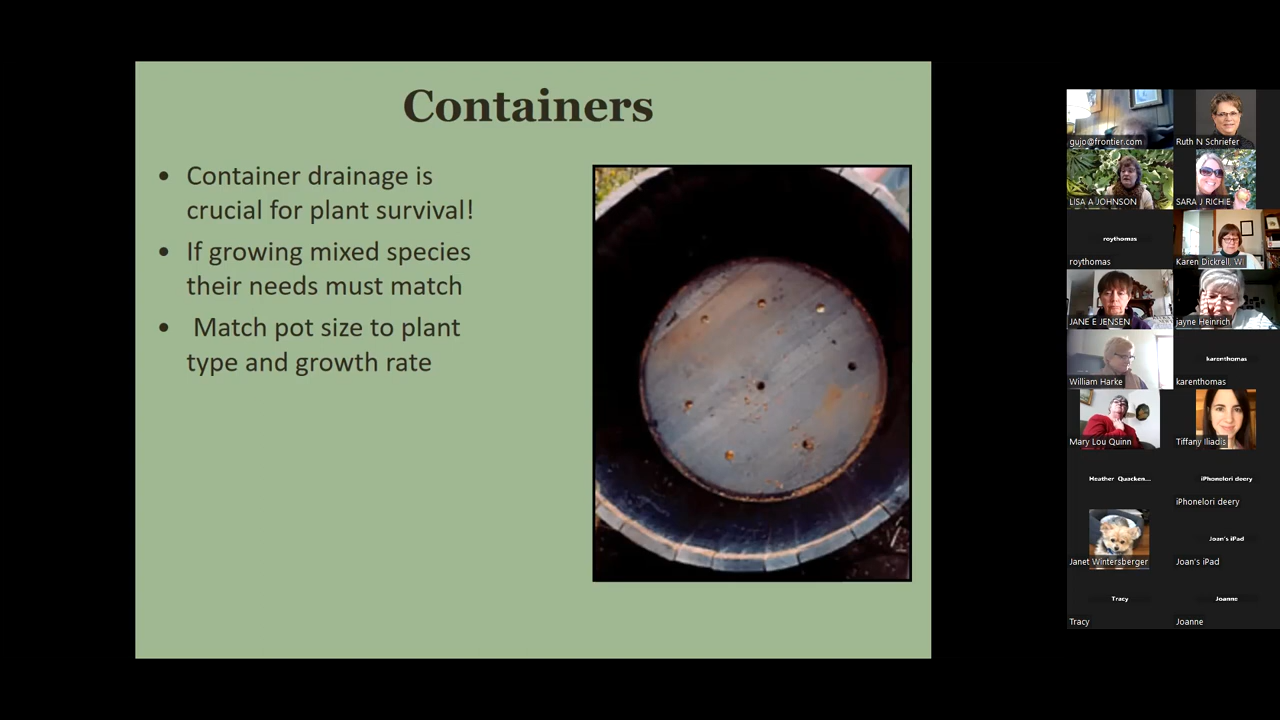 Containers
• Container drainage is
crucial for plant survival!
• If growing mixed species
their needs must match
• Match pot size to plant
type and growth rate
gujo@frontier.com
Ruth N Schriefer
LISA A JOHNSON
SARA J RICHIE
roythomas
roythomas
Karen Dickrell, WI
JANE E JENSEN
jayne Heinrich
William Harke
karenthomas
karenthomas
Mary Lou Quinn
Tiffany Iliadis
Heather Quacken...
iPhonelori deery
iPhonelori deery
Janet Wintersberger
Joan's iPad
Joan's iPad
Tracy
Joanne
Tracy
Joanne